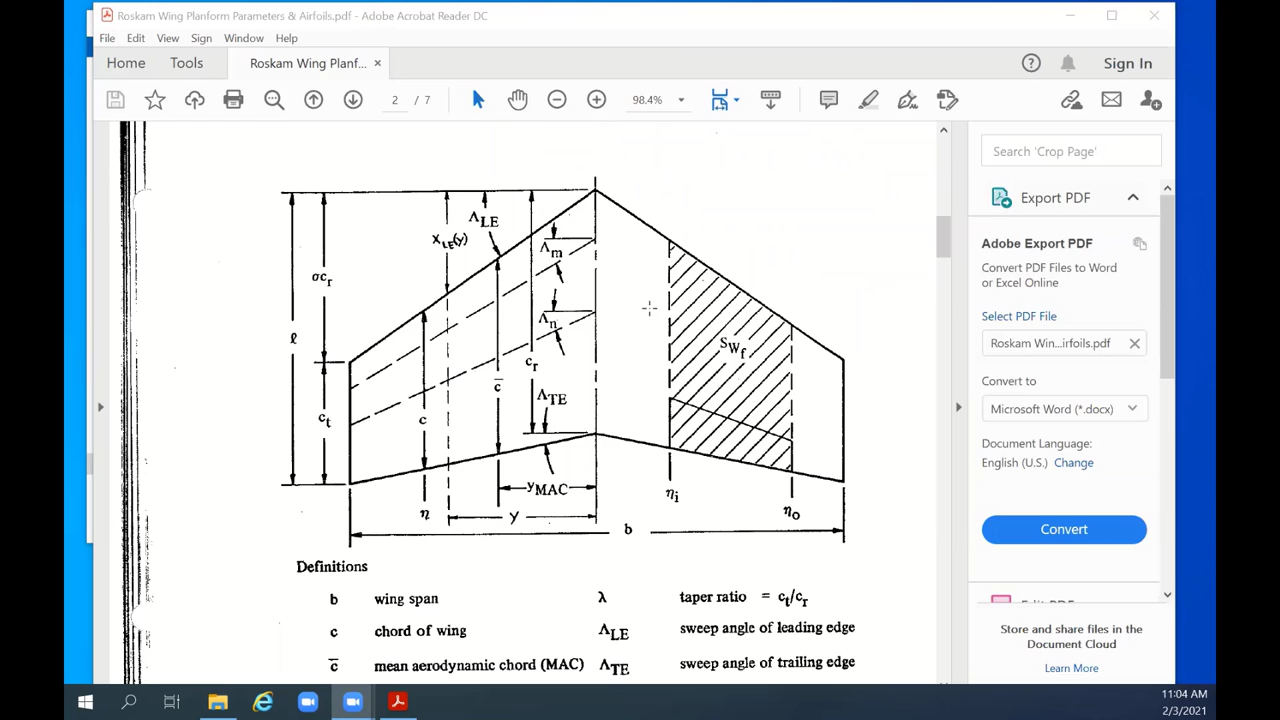 Roskam Wing Planform Parameters & Airfoils.pdf - Adobe Acrobat Reader DC
File Edit View Sign Window Help
Home Tools Roskam Wing Planf... × Sign In
2 / 7 98.4%
Search 'Crop Page'
Export PDF
Adobe Export PDF
Convert PDF Files to Word
or Excel Online
Select PDF File
Roskam Win...irfoils.pdf
Convert to
Microsoft Word (*.docx)
Document Language:
English (U.S.) Change
Convert
Store and share files in the
Document Cloud
Learn More
Λ_LE
x_LE(y)
Λ_m
σc_r
Λ_n
ℓ
S_Wf
c_r
c̄
Λ_TE
c_t
c
y_MAC
η_i
η
y
η_o
b
Definitions
b wing span λ taper ratio = c_t/c_r
c chord of wing Λ_LE sweep angle of leading edge
c̄ mean aerodynamic chord (MAC) Λ_TE sweep angle of trailing edge
11:04 AM
2/3/2021